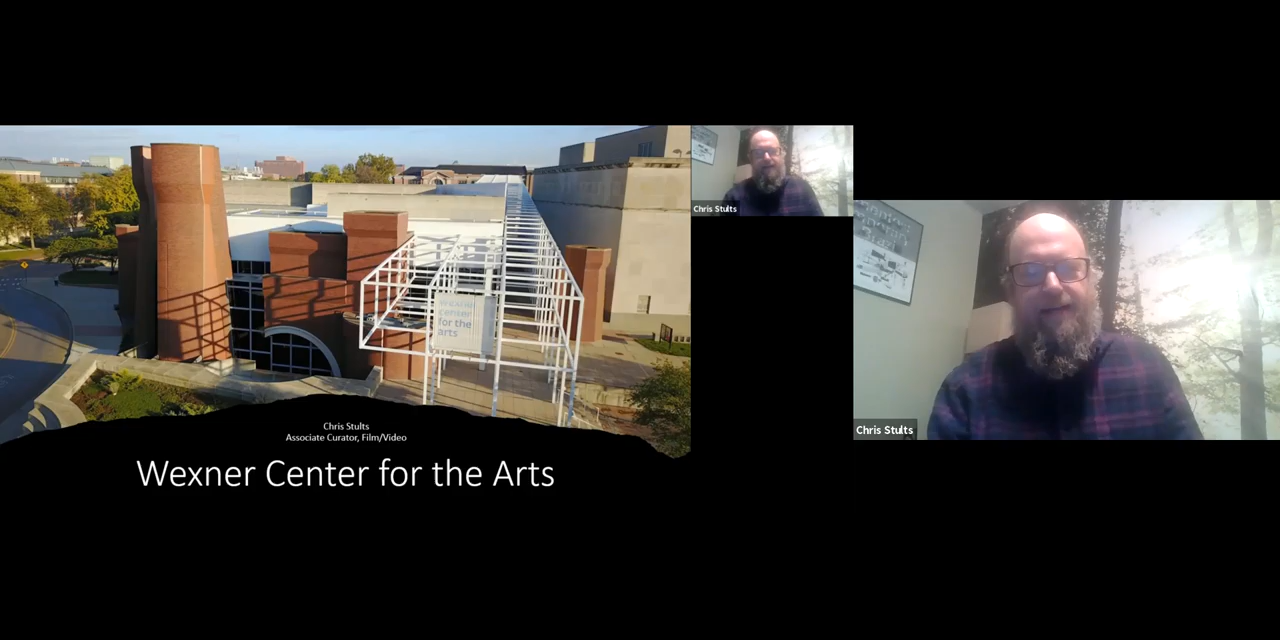 wexner
center
for the
arts
Chris Stults
Associate Curator, Film/Video
Wexner Center for the Arts
Chris Stults
Chris Stults